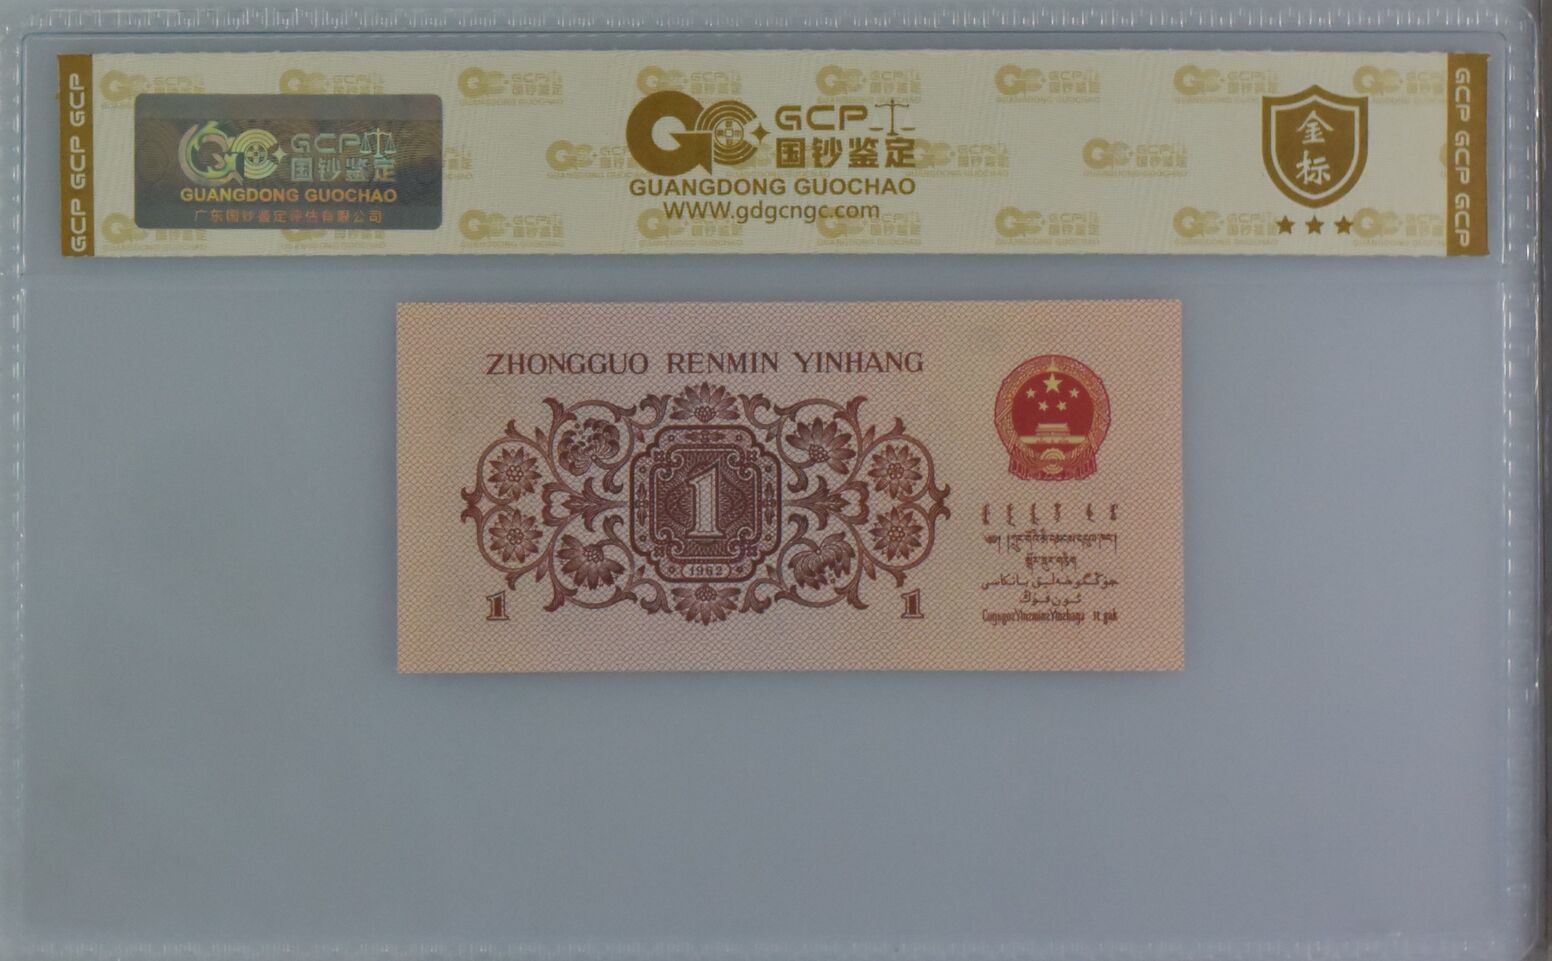 GCP GCP GCP
GCP
国钞鉴定
GUANGDONG GUOCHAO
广东国钞鉴定评估有限公司
GCP
国钞鉴定
GUANGDONG GUOCHAO
WWW.gdgcngc.com
金标
GCP GCP GCP
ZHONGGUO RENMIN YINHANG
1
(1962)
1
1